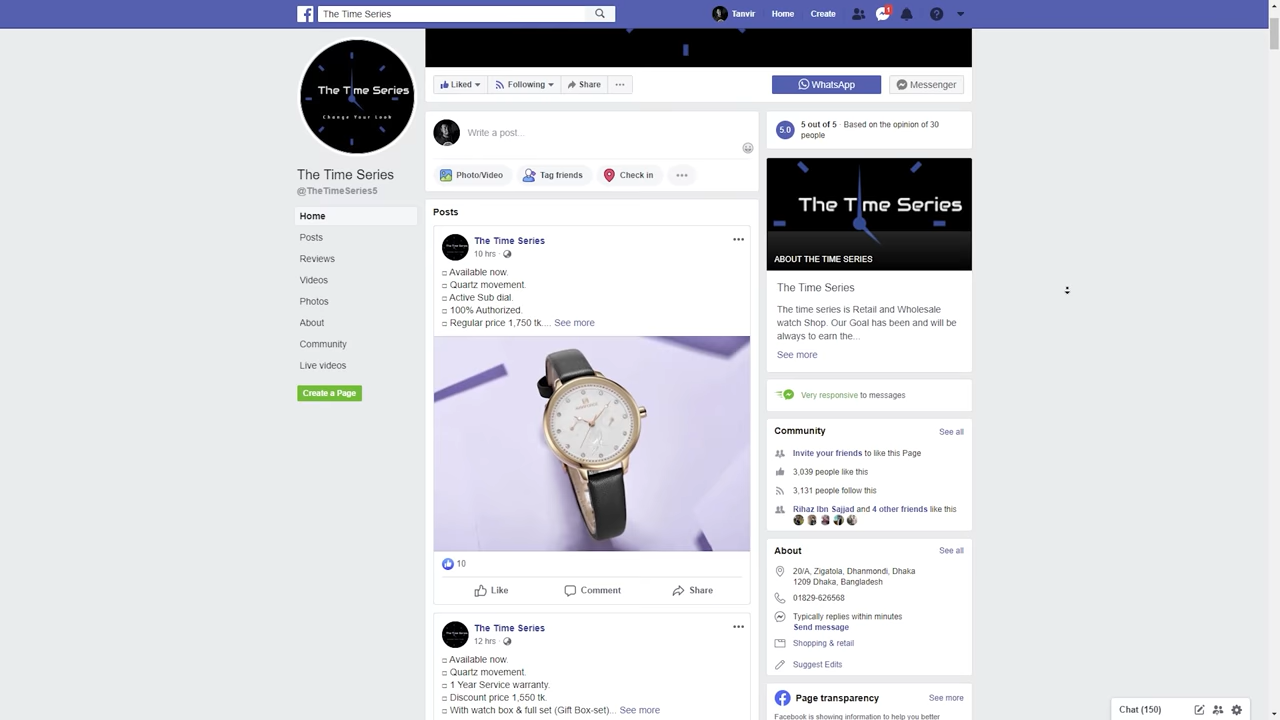 The Time Series
Tanvir
Home
Create
1
The Time Series
Change Your Look
The Time Series
@TheTimeSeries5
Home
Posts
Reviews
Videos
Photos
About
Community
Live videos
Create a Page
Liked
Following
Share
WhatsApp
Messenger
Write a post...
Photo/Video
Tag friends
Check in
Posts
The Time Series
10 hrs ·
□ Available now.
□ Quartz movement.
□ Active Sub dial.
□ 100% Authorized.
□ Regular price 1,750 tk.... See more
10
Like
Comment
Share
The Time Series
12 hrs ·
□ Available now.
□ Quartz movement.
□ 1 Year Service warranty.
□ Discount price 1,550 tk.
□ With watch box & full set (Gift Box-set)... See more
5.0
5 out of 5 · Based on the opinion of 30
people
The Time Series
ABOUT THE TIME SERIES
The Time Series
The time series is Retail and Wholesale
watch Shop. Our Goal has been and will be
always to earn the...
See more
Very responsive to messages
Community
See all
Invite your friends to like this Page
3,039 people like this
3,131 people follow this
Rihaz Ibn Sajjad and 4 other friends like this
About
See all
20/A, Zigatola, Dhanmondi, Dhaka
1209 Dhaka, Bangladesh
01829-626568
Typically replies within minutes
Send message
Shopping & retail
Suggest Edits
Page transparency
See more
Facebook is showing information to help you better
Chat (150)